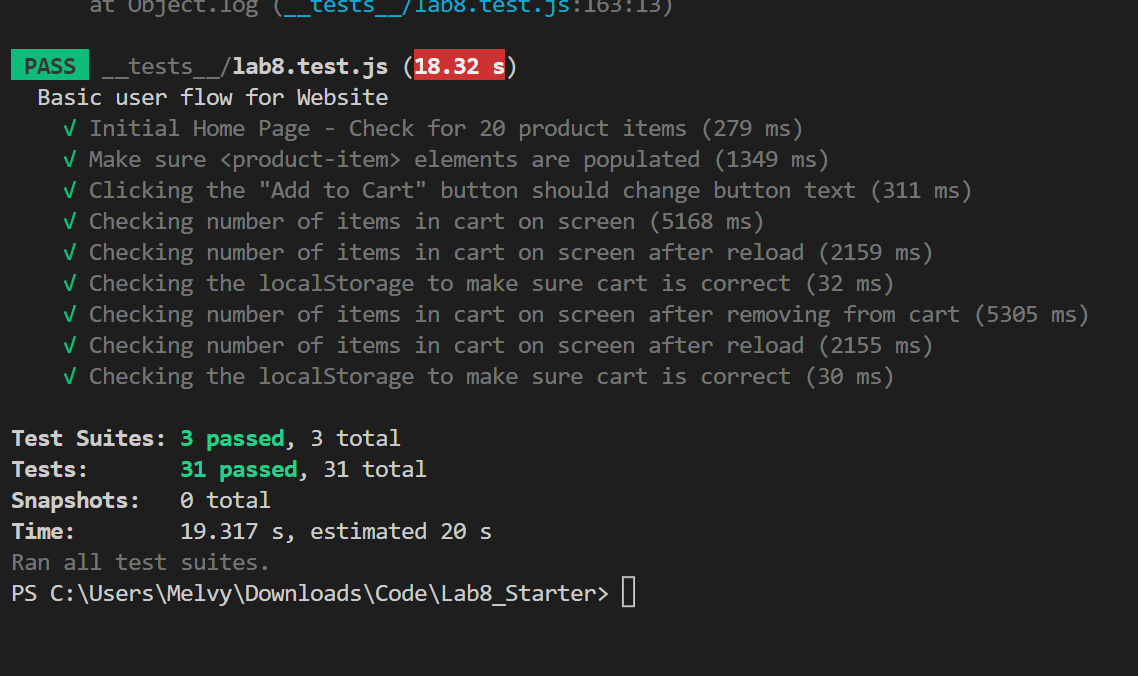 at Object.log (__tests__/lab8.test.js:163:13)
PASS __tests__/lab8.test.js (18.32 s)
Basic user flow for Website
√ Initial Home Page - Check for 20 product items (279 ms)
√ Make sure <product-item> elements are populated (1349 ms)
√ Clicking the "Add to Cart" button should change button text (311 ms)
√ Checking number of items in cart on screen (5168 ms)
√ Checking number of items in cart on screen after reload (2159 ms)
√ Checking the localStorage to make sure cart is correct (32 ms)
√ Checking number of items in cart on screen after removing from cart (5305 ms)
√ Checking number of items in cart on screen after reload (2155 ms)
√ Checking the localStorage to make sure cart is correct (30 ms)
Test Suites: 3 passed, 3 total
Tests: 31 passed, 31 total
Snapshots: 0 total
Time: 19.317 s, estimated 20 s
Ran all test suites.
PS C:\Users\Melvy\Downloads\Code\Lab8_Starter>